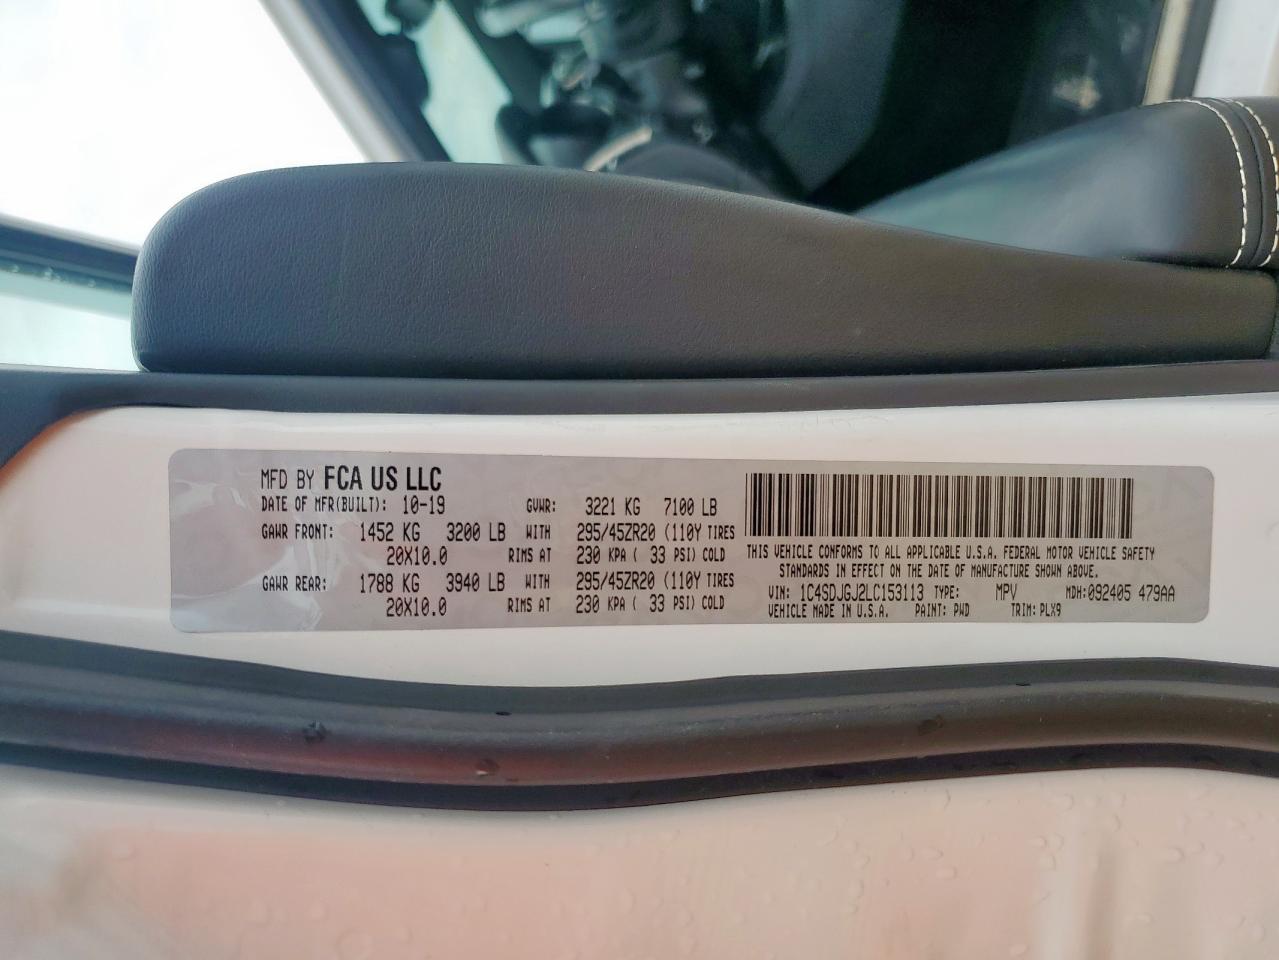 MFD BY FCA US LLC
DATE OF MFR(BUILT): 10-19 GVWR: 3221 KG 7100 LB
GAWR FRONT: 1452 KG 3200 LB WITH 295/45ZR20 (110Y TIRES
20X10.0 RIMS AT 230 KPA ( 33 PSI) COLD
GAWR REAR: 1788 KG 3940 LB WITH 295/45ZR20 (110Y TIRES
20X10.0 RIMS AT 230 KPA ( 33 PSI) COLD
THIS VEHICLE CONFORMS TO ALL APPLICABLE U.S.A. FEDERAL MOTOR VEHICLE SAFETY
STANDARDS IN EFFECT ON THE DATE OF MANUFACTURE SHOWN ABOVE.
VIN: 1C4SDJGJ2LC153113 TYPE: MPV MDH:092405 479AA
VEHICLE MADE IN U.S.A. PAINT: PWD TRIM: PLX9